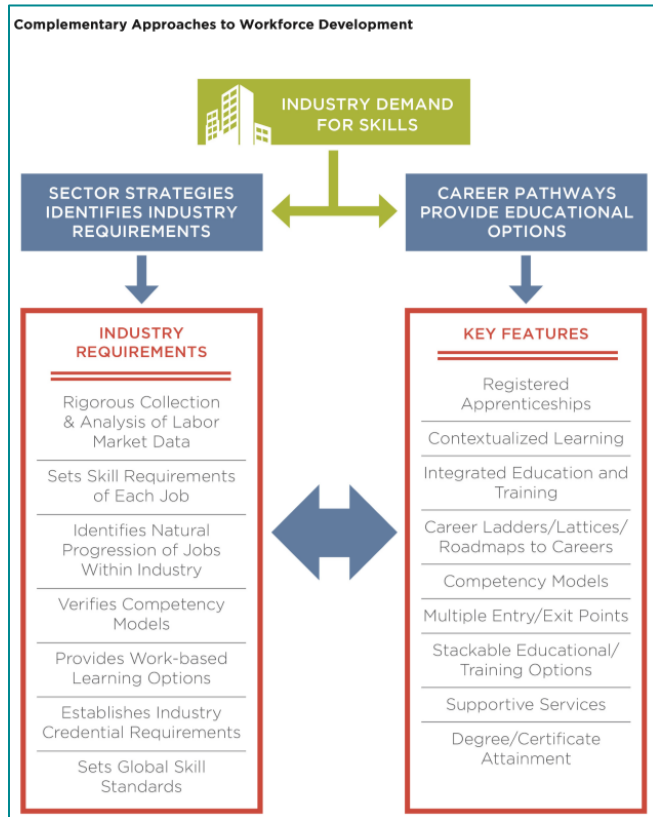 Complementary Approaches to Workforce Development
INDUSTRY DEMAND
FOR SKILLS
SECTOR STRATEGIES
IDENTIFIES INDUSTRY
REQUIREMENTS
CAREER PATHWAYS
PROVIDE EDUCATIONAL
OPTIONS
INDUSTRY
REQUIREMENTS
Rigorous Collection
& Analysis of Labor
Market Data
Sets Skill Requirements
of Each Job
Identifies Natural
Progression of Jobs
Within Industry
Verifies Competency
Models
Provides Work-based
Learning Options
Establishes Industry
Credential Requirements
Sets Global Skill
Standards
KEY FEATURES
Registered
Apprenticeships
Contextualized Learning
Integrated Education and
Training
Career Ladders/Lattices/
Roadmaps to Careers
Competency Models
Multiple Entry/Exit Points
Stackable Educational/
Training Options
Supportive Services
Degree/Certificate
Attainment